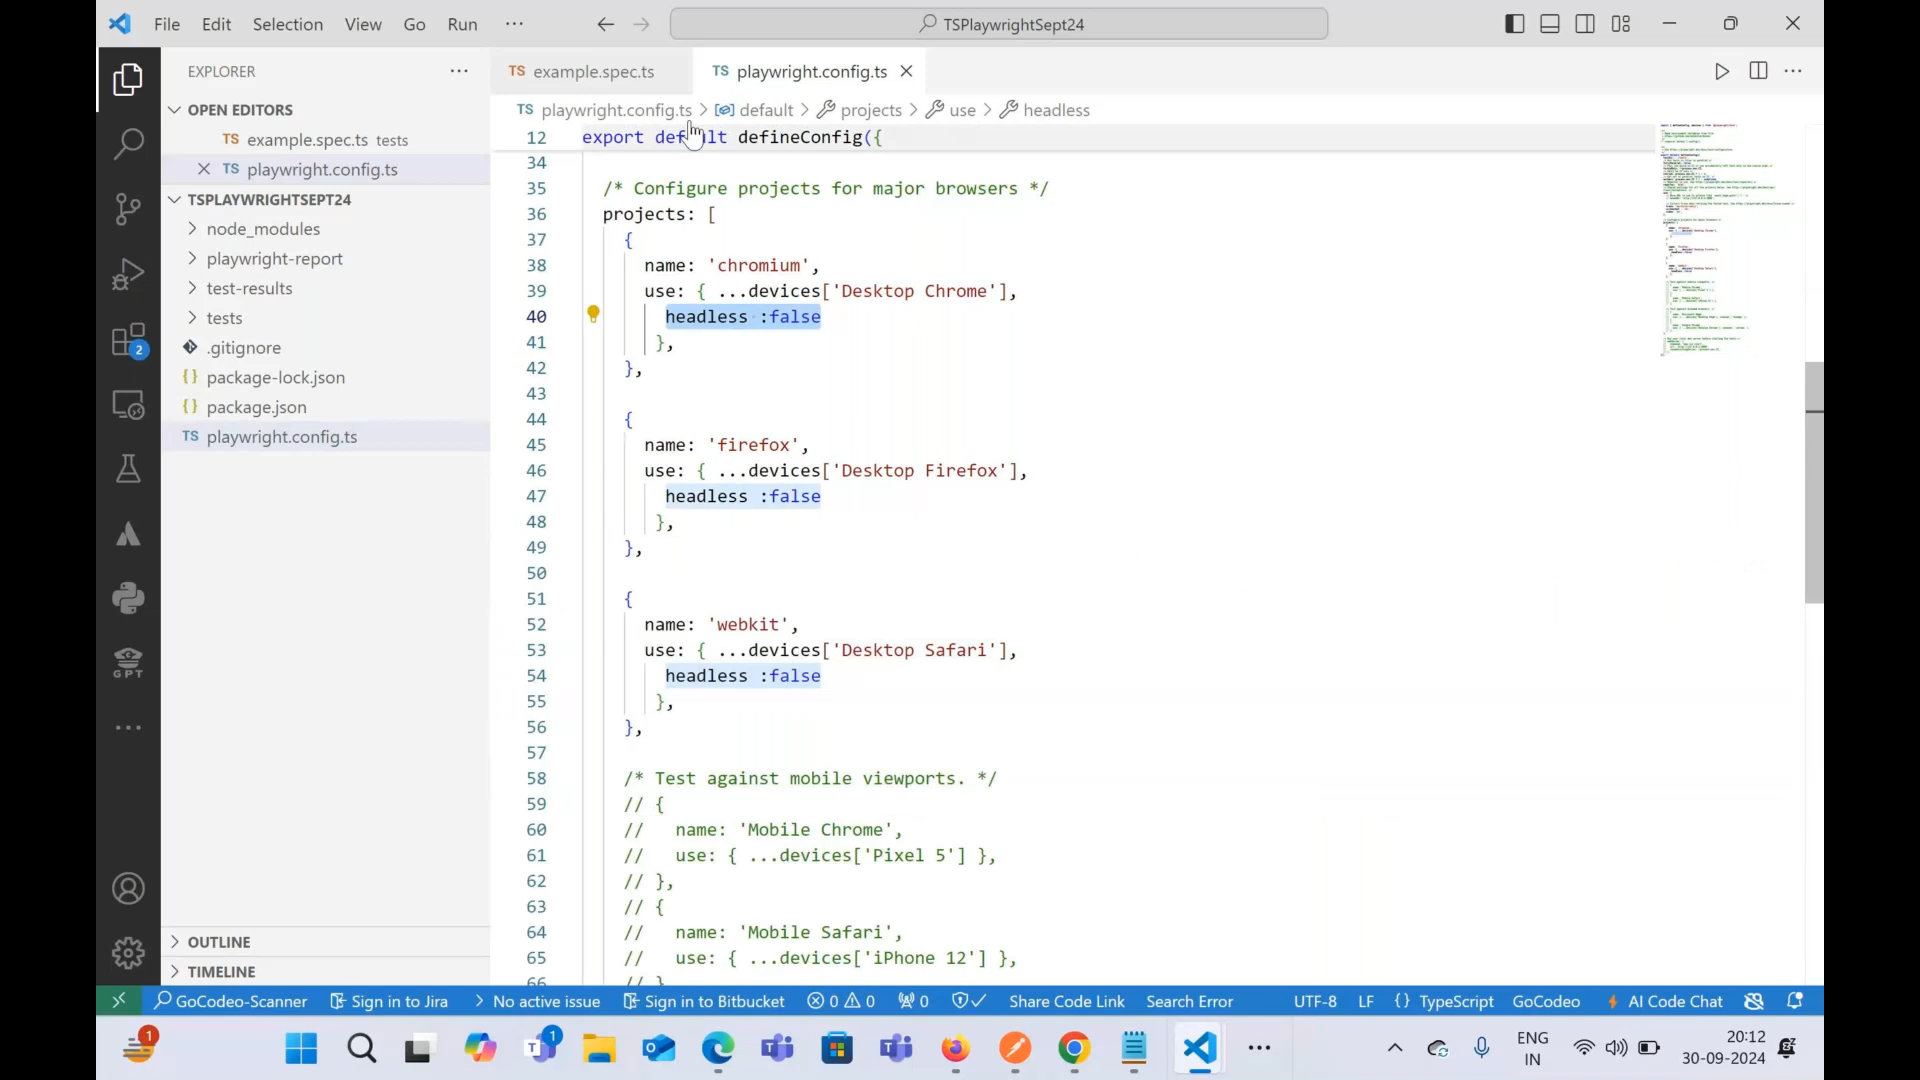 File Edit Selection View Go Run ··· TSPlaywrightSept24
EXPLORER
OPEN EDITORS
TS example.spec.ts tests
TS playwright.config.ts
TSPLAYWRIGHTSEPT24
node_modules
playwright-report
test-results
tests
.gitignore
{} package-lock.json
{} package.json
TS playwright.config.ts
OUTLINE
TIMELINE
2
GPT
TS example.spec.ts TS playwright.config.ts
TS playwright.config.ts > default > projects > use > headless
12 export default defineConfig({
34
35 /* Configure projects for major browsers */
36 projects: [
37 {
38 name: 'chromium',
39 use: { ...devices['Desktop Chrome'],
40 headless :false
41 },
42 },
43
44 {
45 name: 'firefox',
46 use: { ...devices['Desktop Firefox'],
47 headless :false
48 },
49 },
50
51 {
52 name: 'webkit',
53 use: { ...devices['Desktop Safari'],
54 headless :false
55 },
56 },
57
58 /* Test against mobile viewports. */
59 // {
60 // name: 'Mobile Chrome',
61 // use: { ...devices['Pixel 5'] },
62 // },
63 // {
64 // name: 'Mobile Safari',
65 // use: { ...devices['iPhone 12'] },
66 // }
GoCodeo-Scanner Sign in to Jira > No active issue Sign in to Bitbucket 0 0 0 Share Code Link Search Error UTF-8 LF {} TypeScript GoCodeo AI Code Chat
1 1 ENG 20:12
IN 30-09-2024